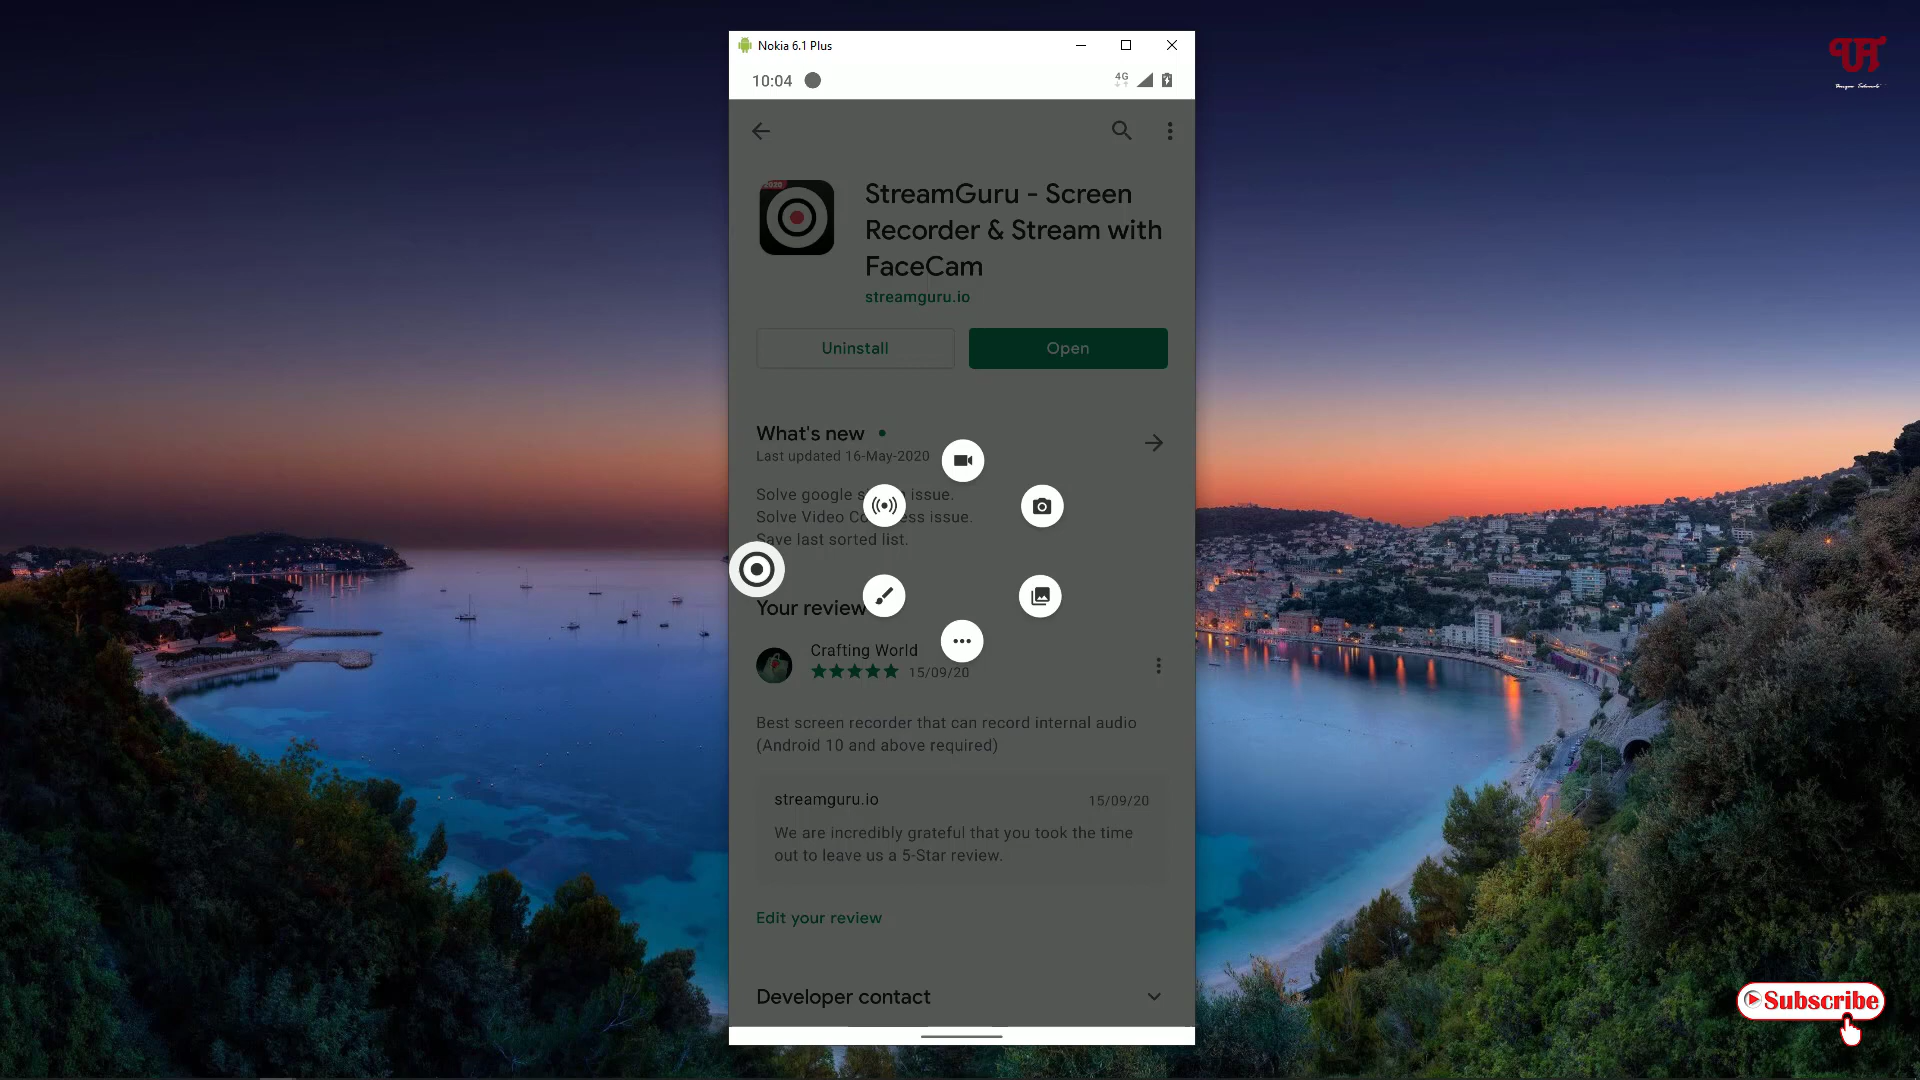 Nokia 6.1 Plus
10:04
4G
StreamGuru - Screen
Recorder & Stream with
FaceCam
2020
streamguru.io
Uninstall
Open
What's new
Last updated 16-May-2020
Solve google s issue.
Solve Video Co ess issue.
Save last sorted list.
Your review
Crafting World
15/09/20
Best screen recorder that can record internal audio
(Android 10 and above required)
streamguru.io
15/09/20
We are incredibly grateful that you took the time
out to leave us a 5-Star review.
Edit your review
Developer contact
UT
Subscribe